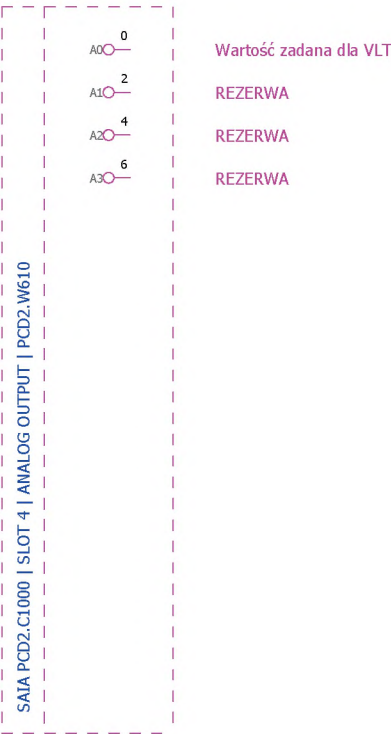 0
A0 Wartość zadana dla VLT
2
A1 REZERWA
4
A2 REZERWA
6
A3 REZERWA
SAIA PCD2.C1000 | SLOT 4 | ANALOG OUTPUT | PCD2.W610